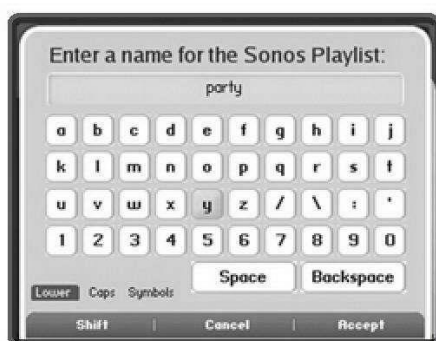 Enter a name for the Sonos Playlist:
party
a b c d e f g h i j
k l m n o p q r s t
u v w x y z / \ : '
1 2 3 4 5 6 7 8 9 0
Space Backspace
Lower Caps Symbols
Shift | Cancel | Accept